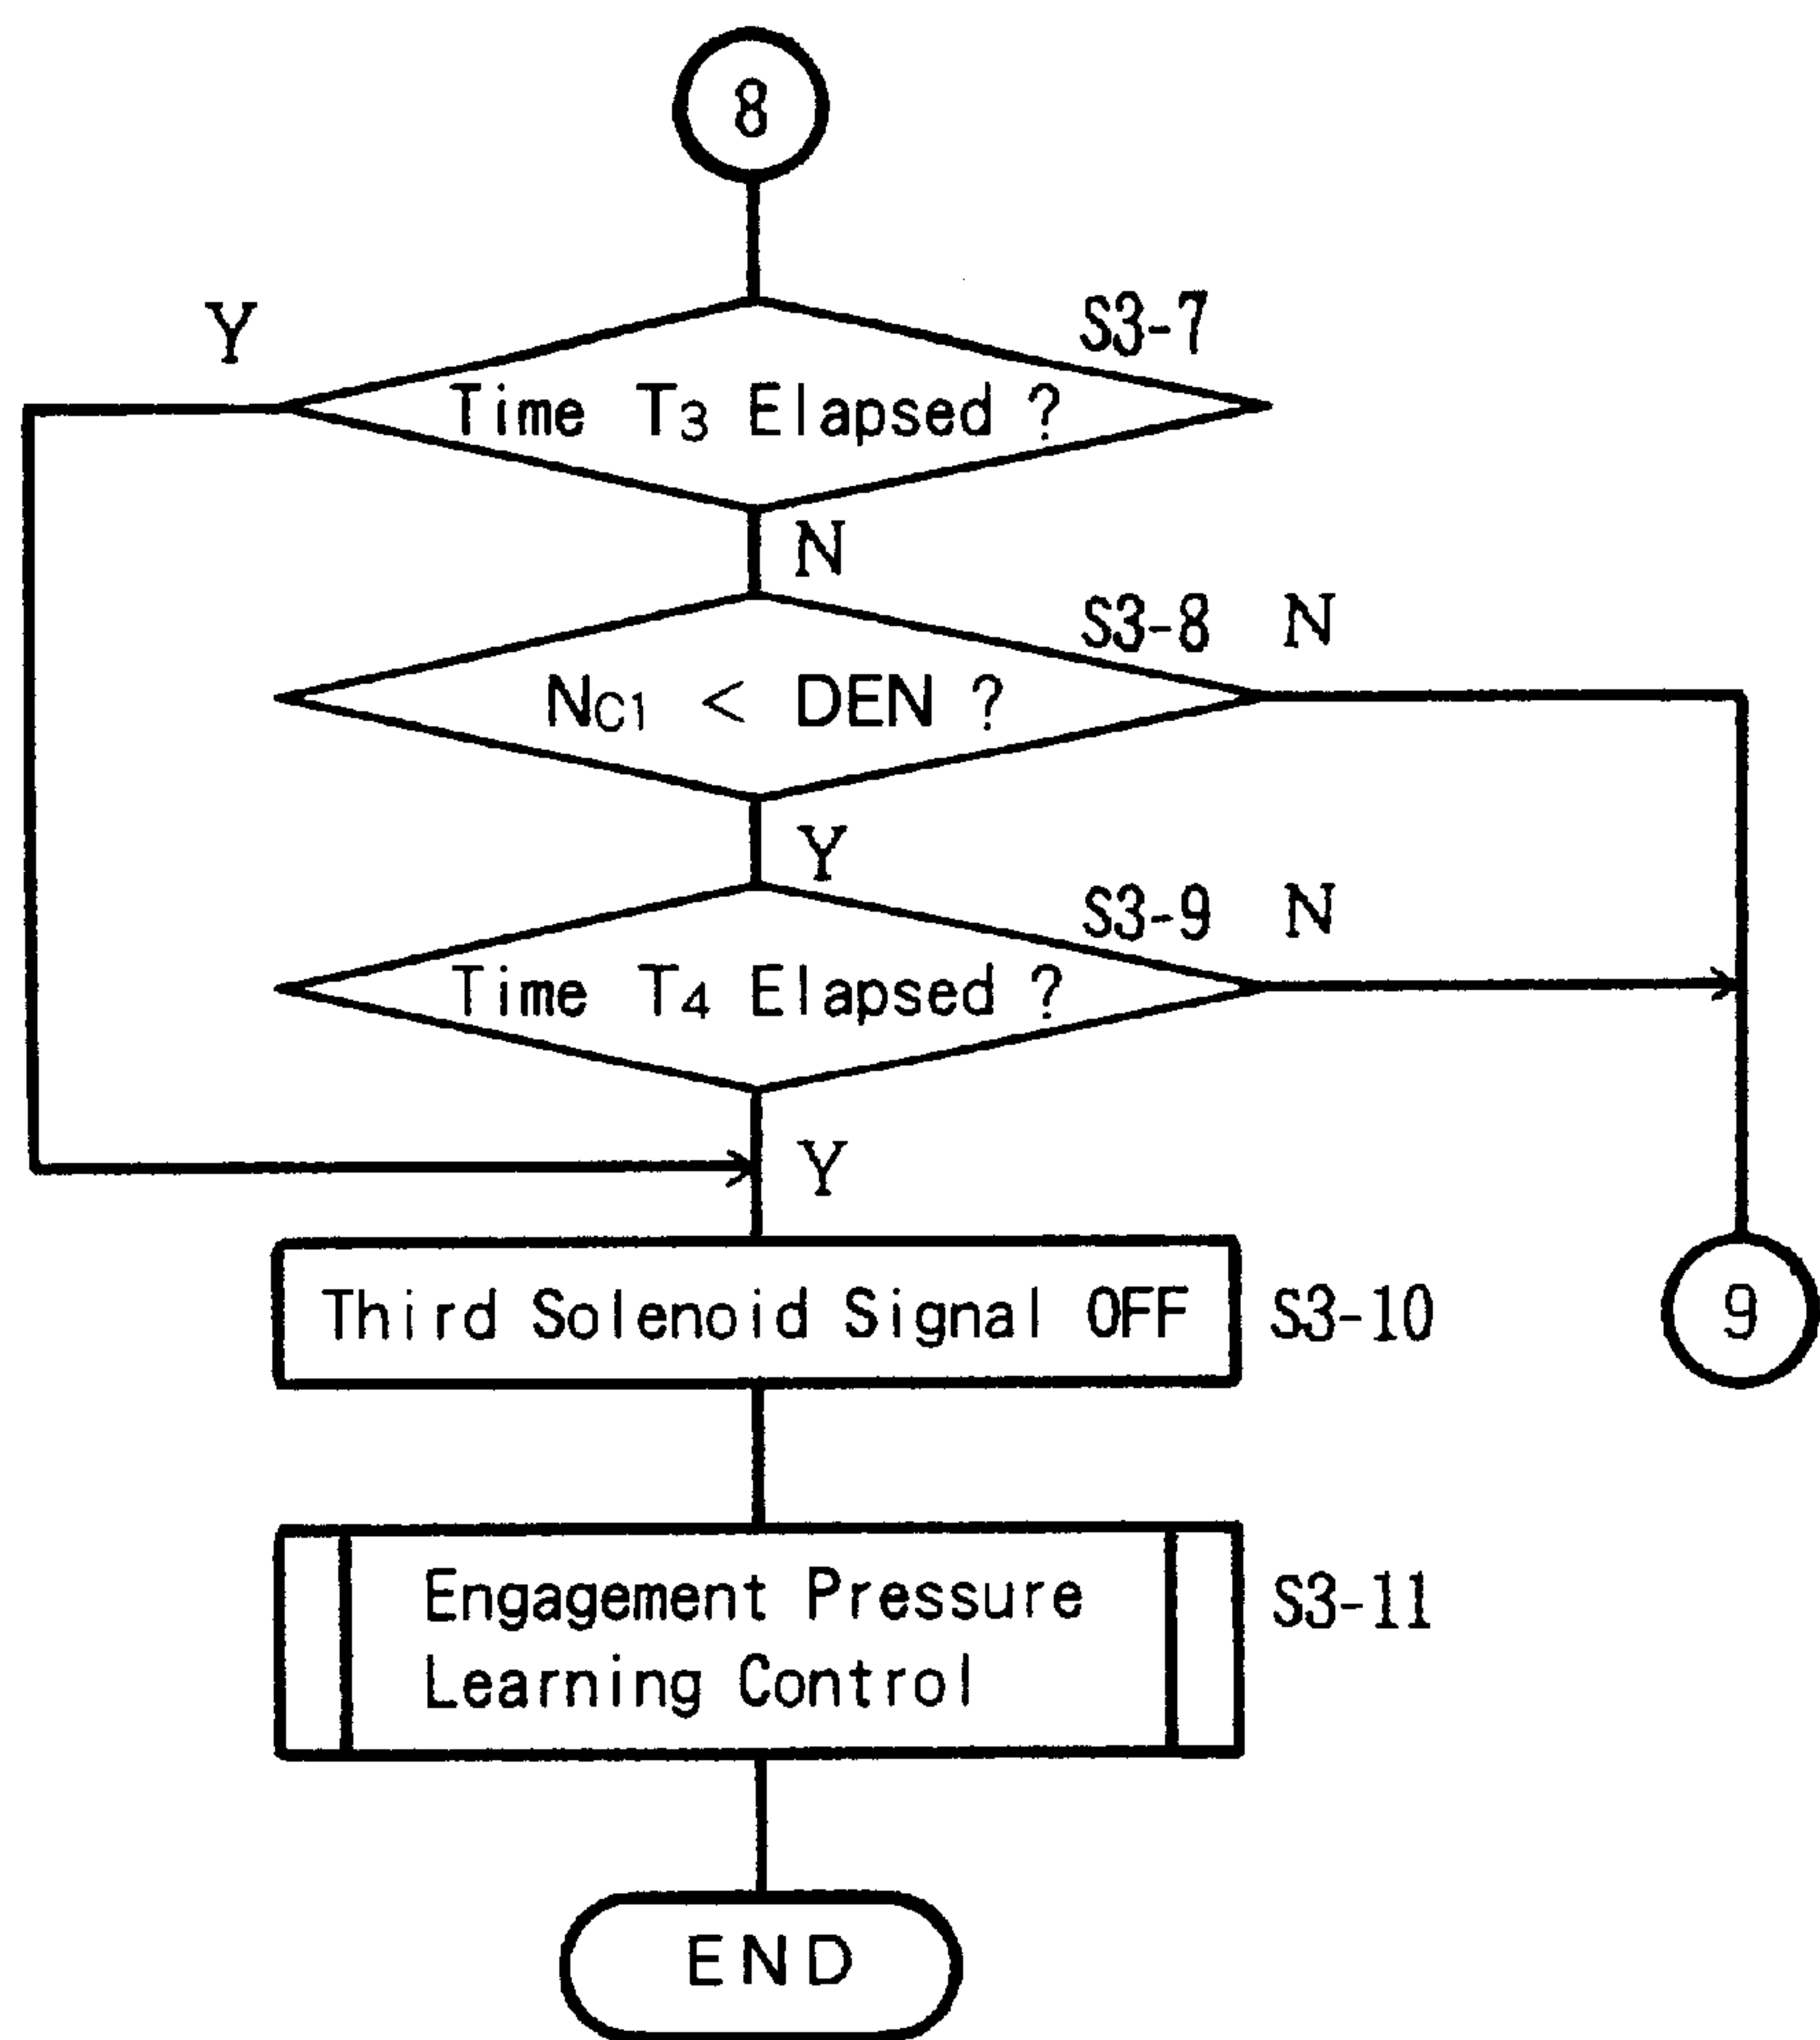 8
Y
S3-7
Time T3 Elapsed ?
N
S3-8 N
NC1 < DEN ?
Y
S3-9 N
Time T4 Elapsed ?
Y
Third Solenoid Signal OFF S3-10
9
Engagement Pressure
Learning Control
S3-11
END